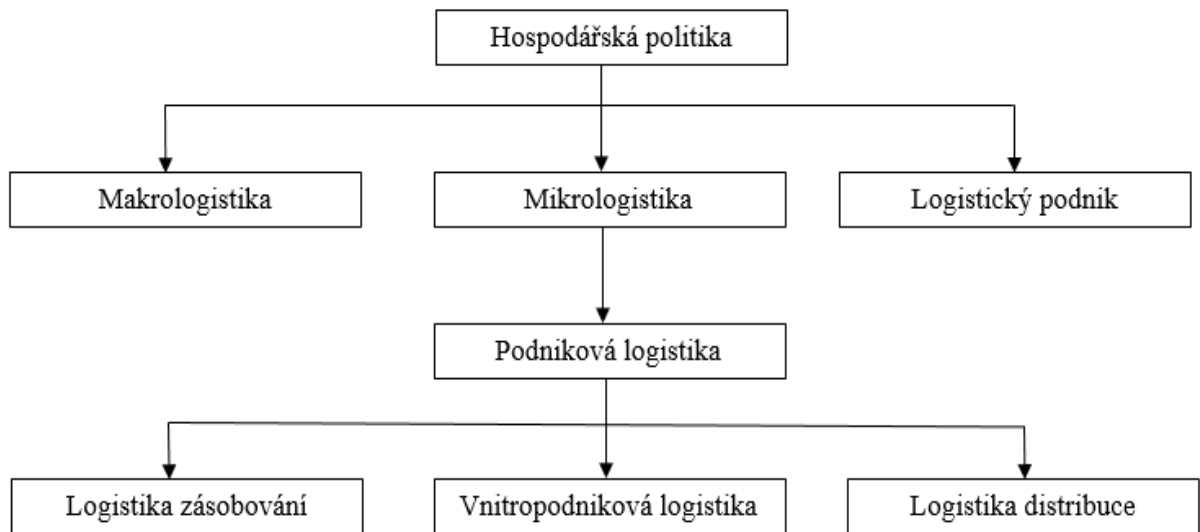 Hospodářská politika
Makrologistika
Mikrologistika
Logistický podnik
Podniková logistika
Logistika zásobování
Vnitropodniková logistika
Logistika distribuce